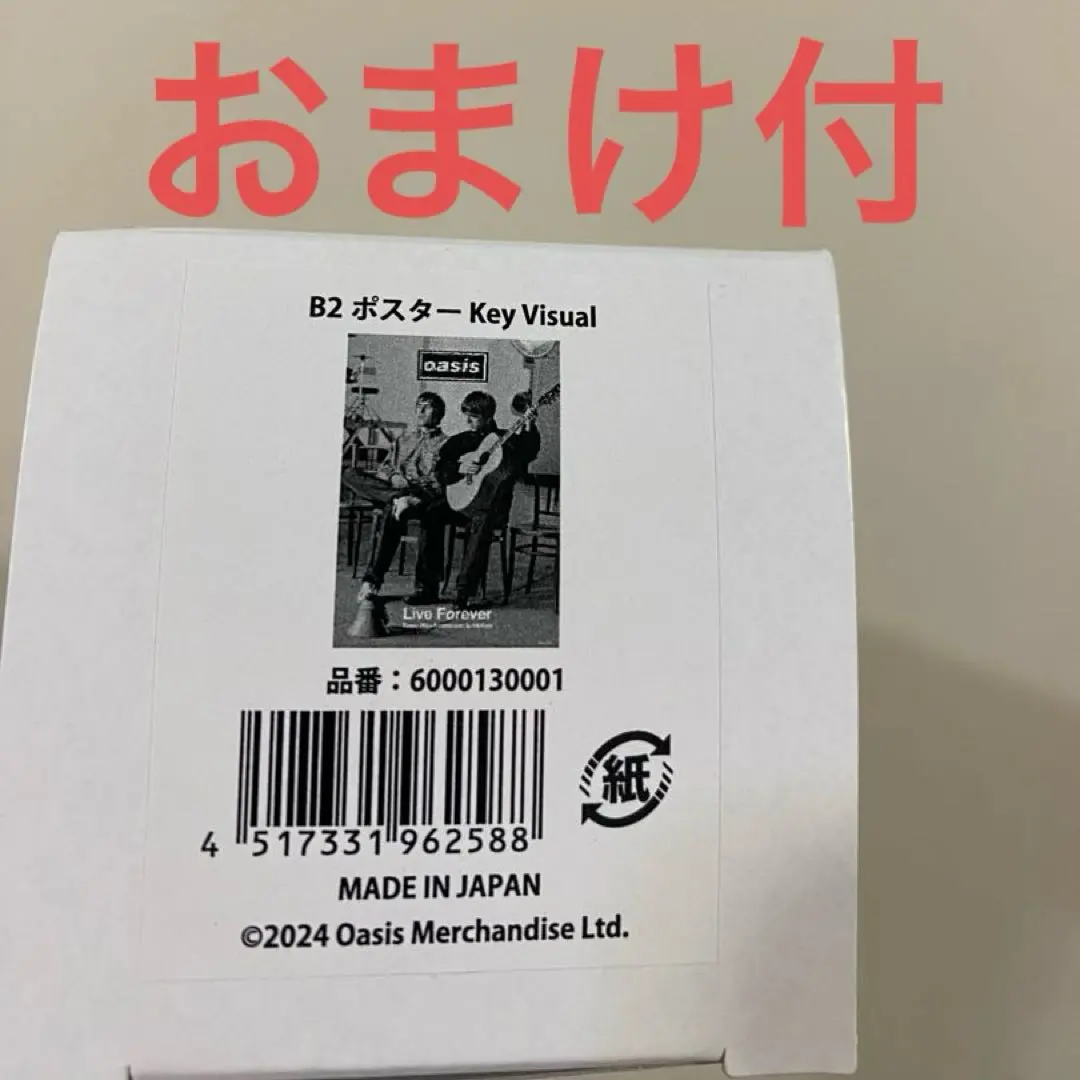 おまけ付
B2 ポスター Key Visual
oasis
Live Forever
品番：6000130001
紙
4 517331 962588
MADE IN JAPAN
©2024 Oasis Merchandise Ltd.